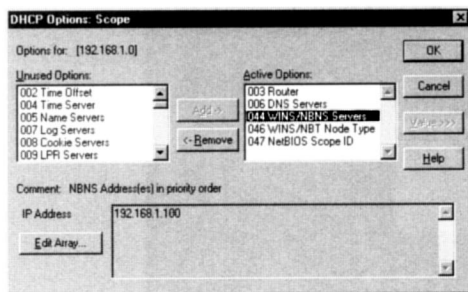 DHCP Options: Scope
Options for: [192.168.1.0]
OK
Unused Options:
002 Time Offset
004 Time Server
005 Name Servers
007 Log Servers
008 Cookie Servers
009 LPR Servers
Add ->
<- Remove
Active Options:
003 Router
006 DNS Servers
044 WINS/NBNS Servers
046 WINS/NBT Node Type
047 NetBIOS Scope ID
Cancel
Value >>>
Help
Comment: NBNS Address(es) in priority order
IP Address
192.168.1.100
Edit Array...